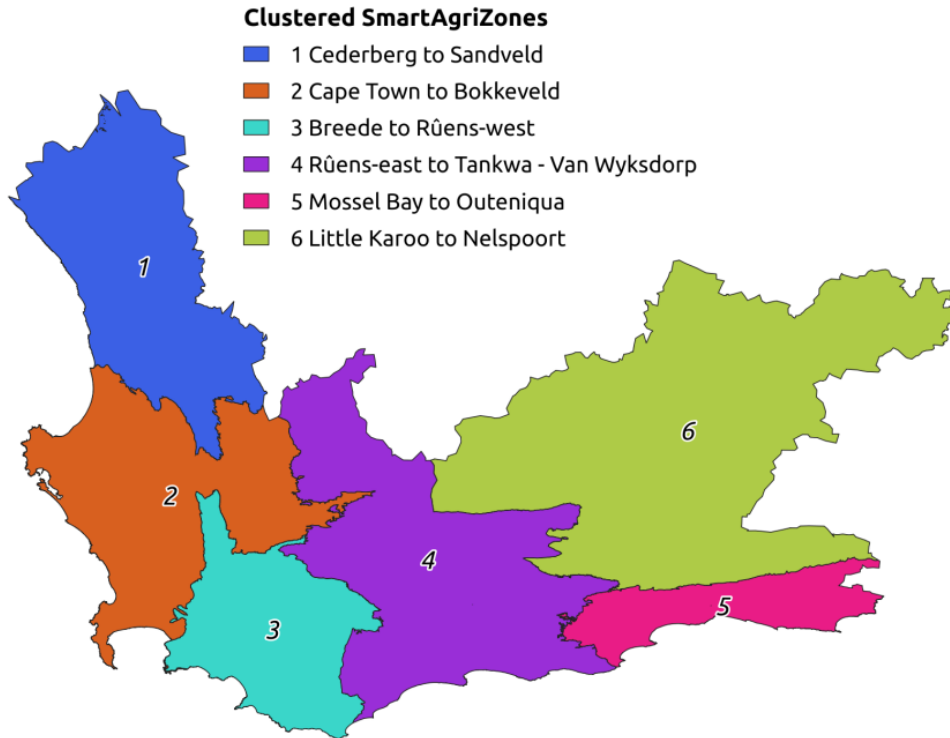 Clustered SmartAgriZones
1 Cederberg to Sandveld
2 Cape Town to Bokkeveld
3 Breede to Rûens-west
4 Rûens-east to Tankwa - Van Wyksdorp
5 Mossel Bay to Outeniqua
6 Little Karoo to Nelspoort
1
6
2
4
5
3